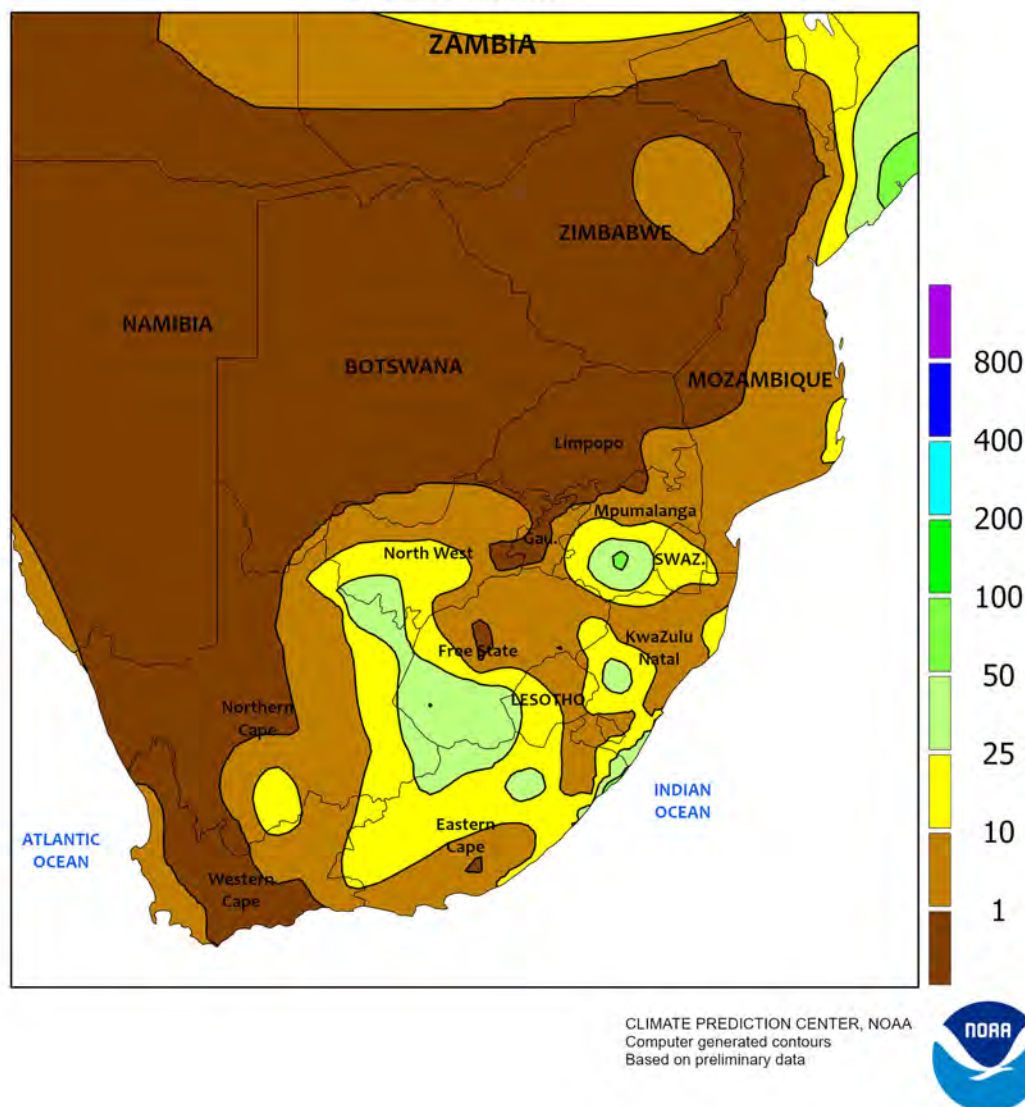 ZAMBIA
ZIMBABWE
NAMIBIA
BOTSWANA
MOZAMBIQUE
Limpopo
Mpumalanga
Gau.
North West
SWAZ.
KwaZulu
Natal
Free State
LESOTHO
Northern
Cape
Eastern
Cape
Western
Cape
ATLANTIC
OCEAN
INDIAN
OCEAN
800
400
200
100
50
25
10
1
CLIMATE PREDICTION CENTER, NOAA
Computer generated contours
Based on preliminary data
NOAA